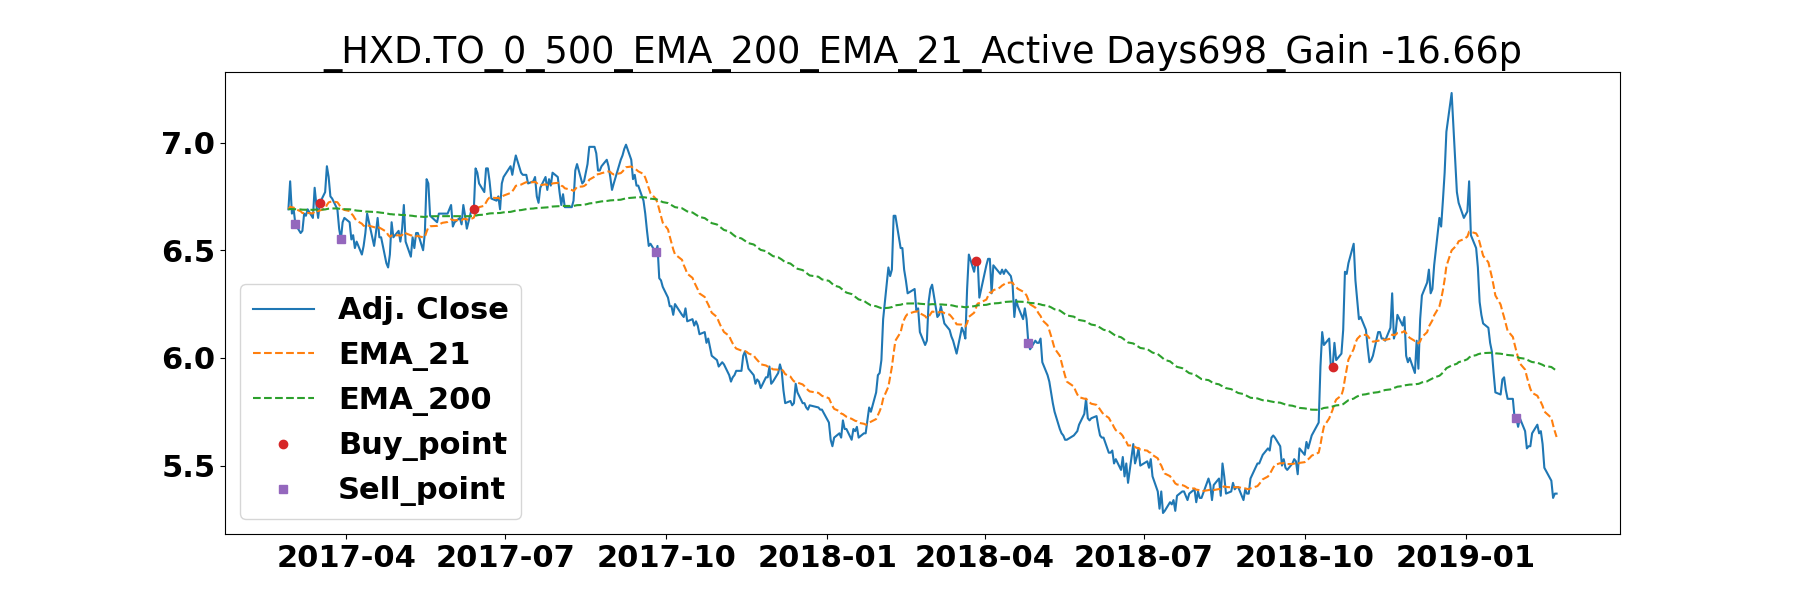 _HXD.TO_0_500_EMA_200_EMA_21_Active Days698_Gain -16.66p
7.0
6.5
6.0
5.5
Adj. Close
EMA_21
EMA_200
Buy_point
Sell_point
2017-04 2017-07 2017-10 2018-01 2018-04 2018-07 2018-10 2019-01